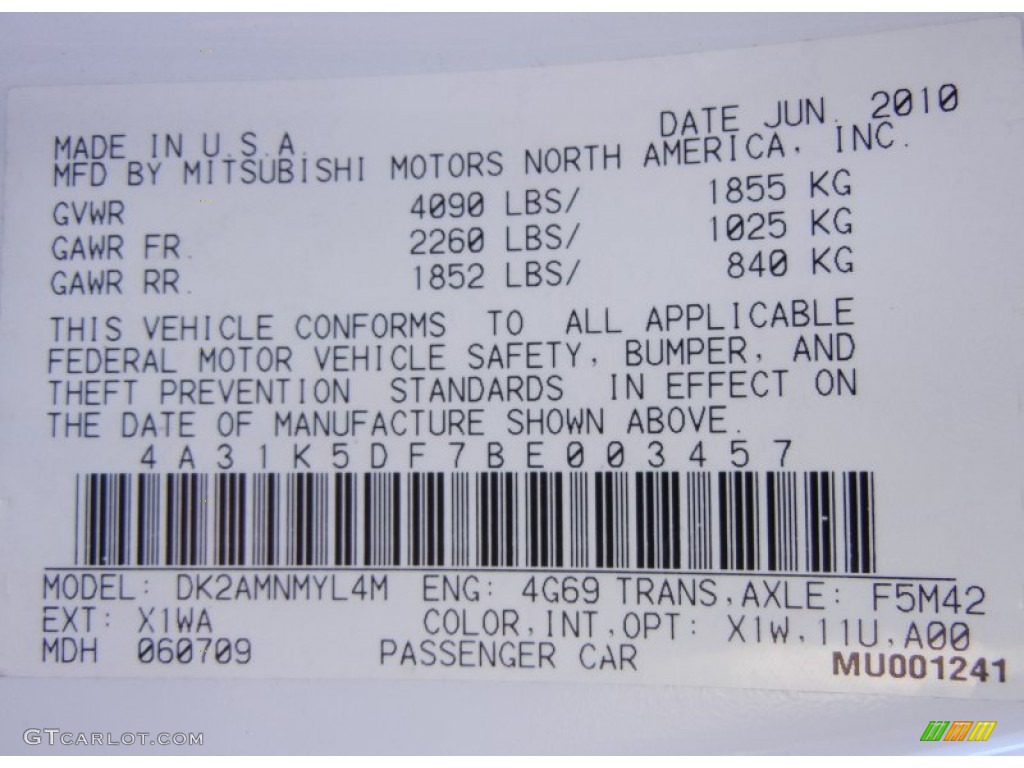 DATE JUN. 2010
MADE IN U.S.A.
MFD BY MITSUBISHI MOTORS NORTH AMERICA, INC.
GVWR 4090 LBS/ 1855 KG
GAWR FR. 2260 LBS/ 1025 KG
GAWR RR. 1852 LBS/ 840 KG
THIS VEHICLE CONFORMS TO ALL APPLICABLE
FEDERAL MOTOR VEHICLE SAFETY, BUMPER, AND
THEFT PREVENTION STANDARDS IN EFFECT ON
THE DATE OF MANUFACTURE SHOWN ABOVE.
4A31K5DF7BE003457
MODEL: DK2AMNMYL4M ENG: 4G69 TRANS,AXLE: F5M42
EXT: X1WA COLOR,INT,OPT: X1W,11U,A00
MDH 060709 PASSENGER CAR MU001241
GTCARLOT.COM